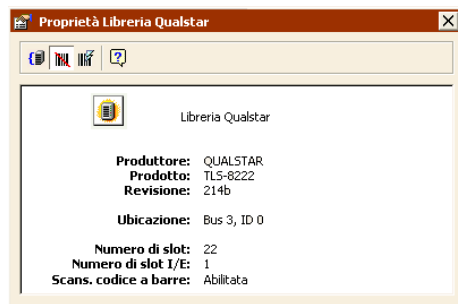 Proprietà Libreria Qualstar
Libreria Qualstar
Produttore: QUALSTAR
Prodotto: TLS-8222
Revisione: 214b
Ubicazione: Bus 3, ID 0
Numero di slot: 22
Numero di slot I/E: 1
Scans. codice a barre: Abilitata